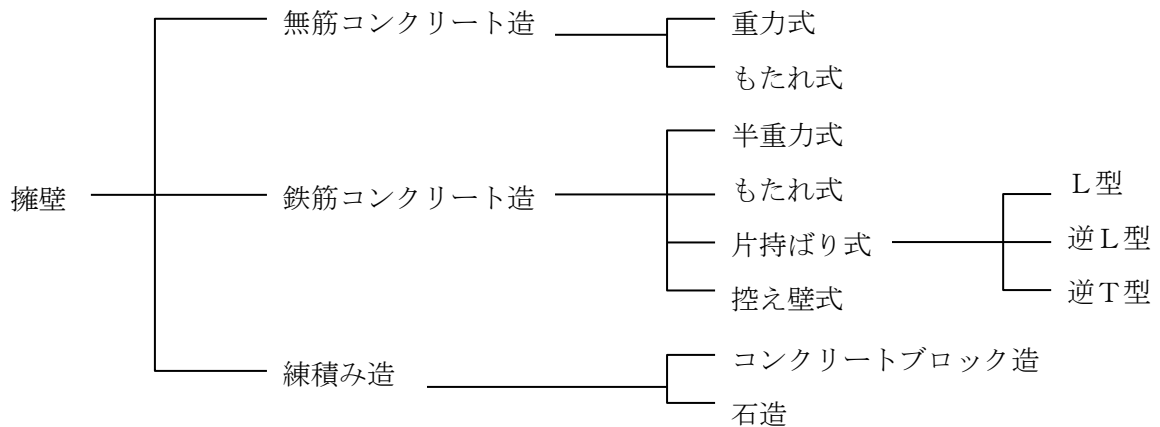 無筋コンクリート造
重力式
もたれ式
擁壁
鉄筋コンクリート造
半重力式
もたれ式
片持ばり式
Ｌ型
逆Ｌ型
逆Ｔ型
控え壁式
練積み造
コンクリートブロック造
石造